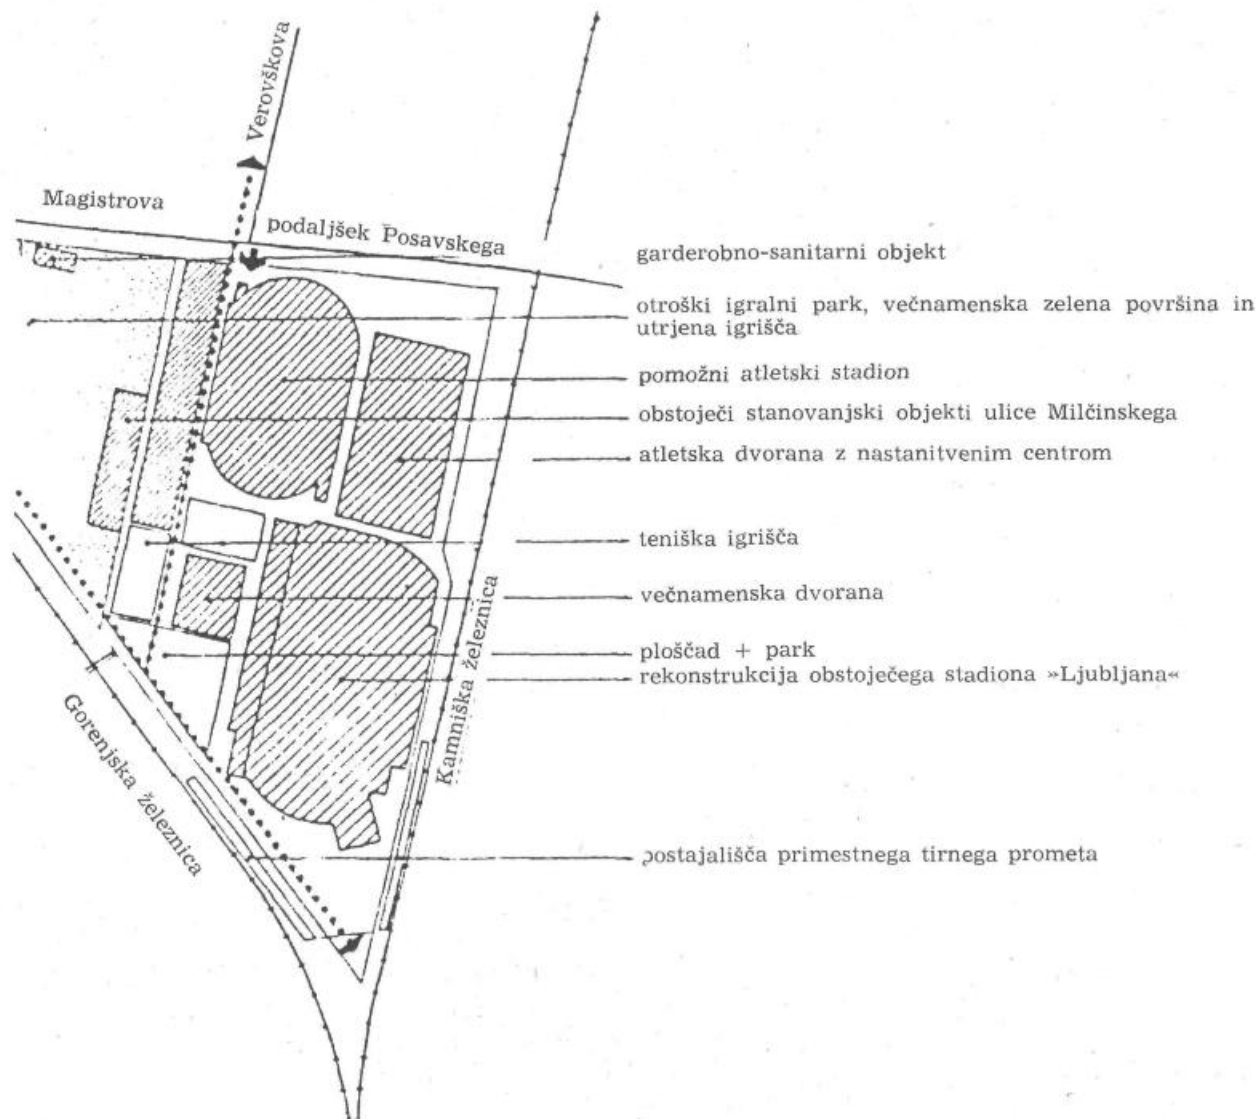 Verovškova
Magistrova
podaljšek Posavskega
garderobno-sanitarni objekt
otroški igralni park, večnamenska zelena površina in
utrjena igrišča
pomožni atletski stadion
obstoječi stanovanjski objekti ulice Milčinskega
atletska dvorana z nastanitvenim centrom
teniška igrišča
večnamenska dvorana
ploščad + park
rekonstrukcija obstoječega stadiona »Ljubljana«
Kamniška železnica
Gorenjska železnica
postajališča primestnega tirnega prometa